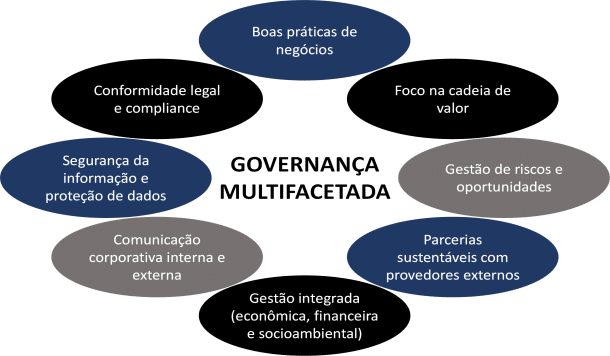 Boas práticas de
negócios
Conformidade legal
e compliance
Foco na cadeia de
valor
Segurança da
informação e
proteção de dados
GOVERNANÇA
MULTIFACETADA
Gestão de riscos e
oportunidades
Comunicação
corporativa interna e
externa
Parcerias
sustentáveis com
provedores externos
Gestão integrada
(econômica, financeira
e socioambiental)